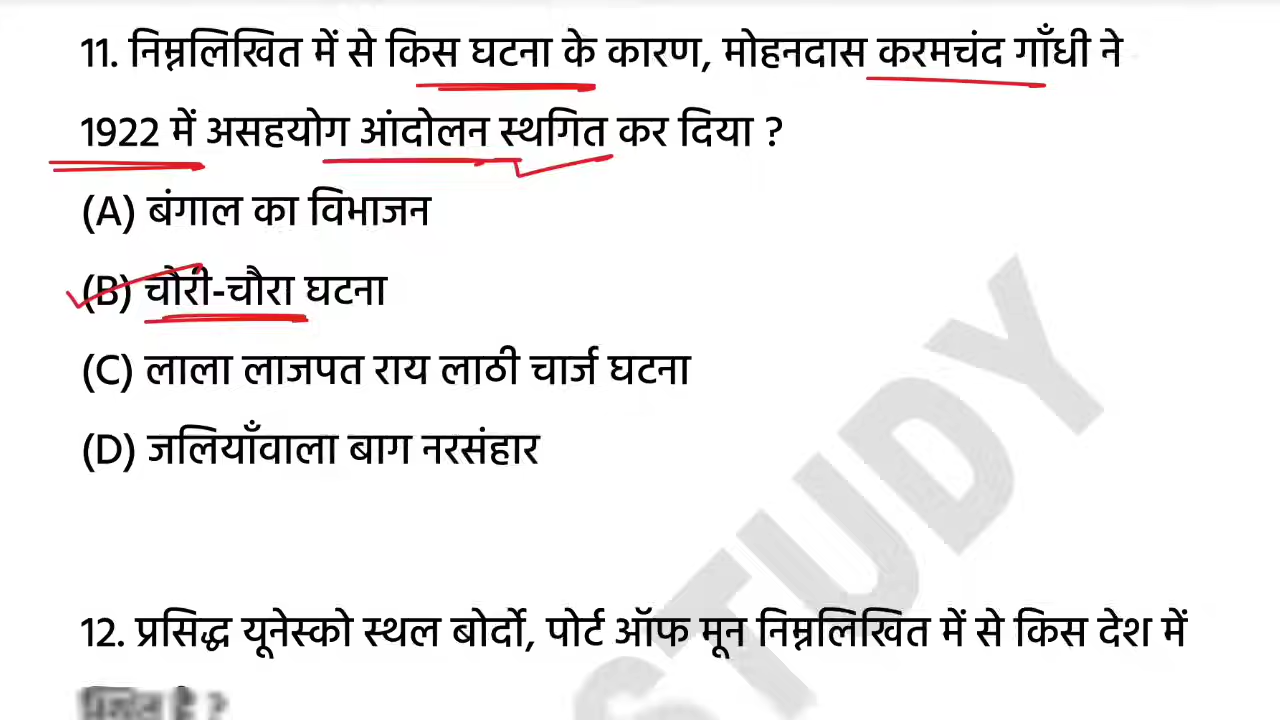 11. निम्नलिखित में से किस घटना के कारण, मोहनदास करमचंद गाँधी ने
1922 में असहयोग आंदोलन स्थगित कर दिया ?
(A) बंगाल का विभाजन
(B) चौरी-चौरा घटना
(C) लाला लाजपत राय लाठी चार्ज घटना
(D) जलियाँवाला बाग नरसंहार
STUDY
12. प्रसिद्ध यूनेस्को स्थल बोर्दो, पोर्ट ऑफ मून निम्नलिखित में से किस देश में